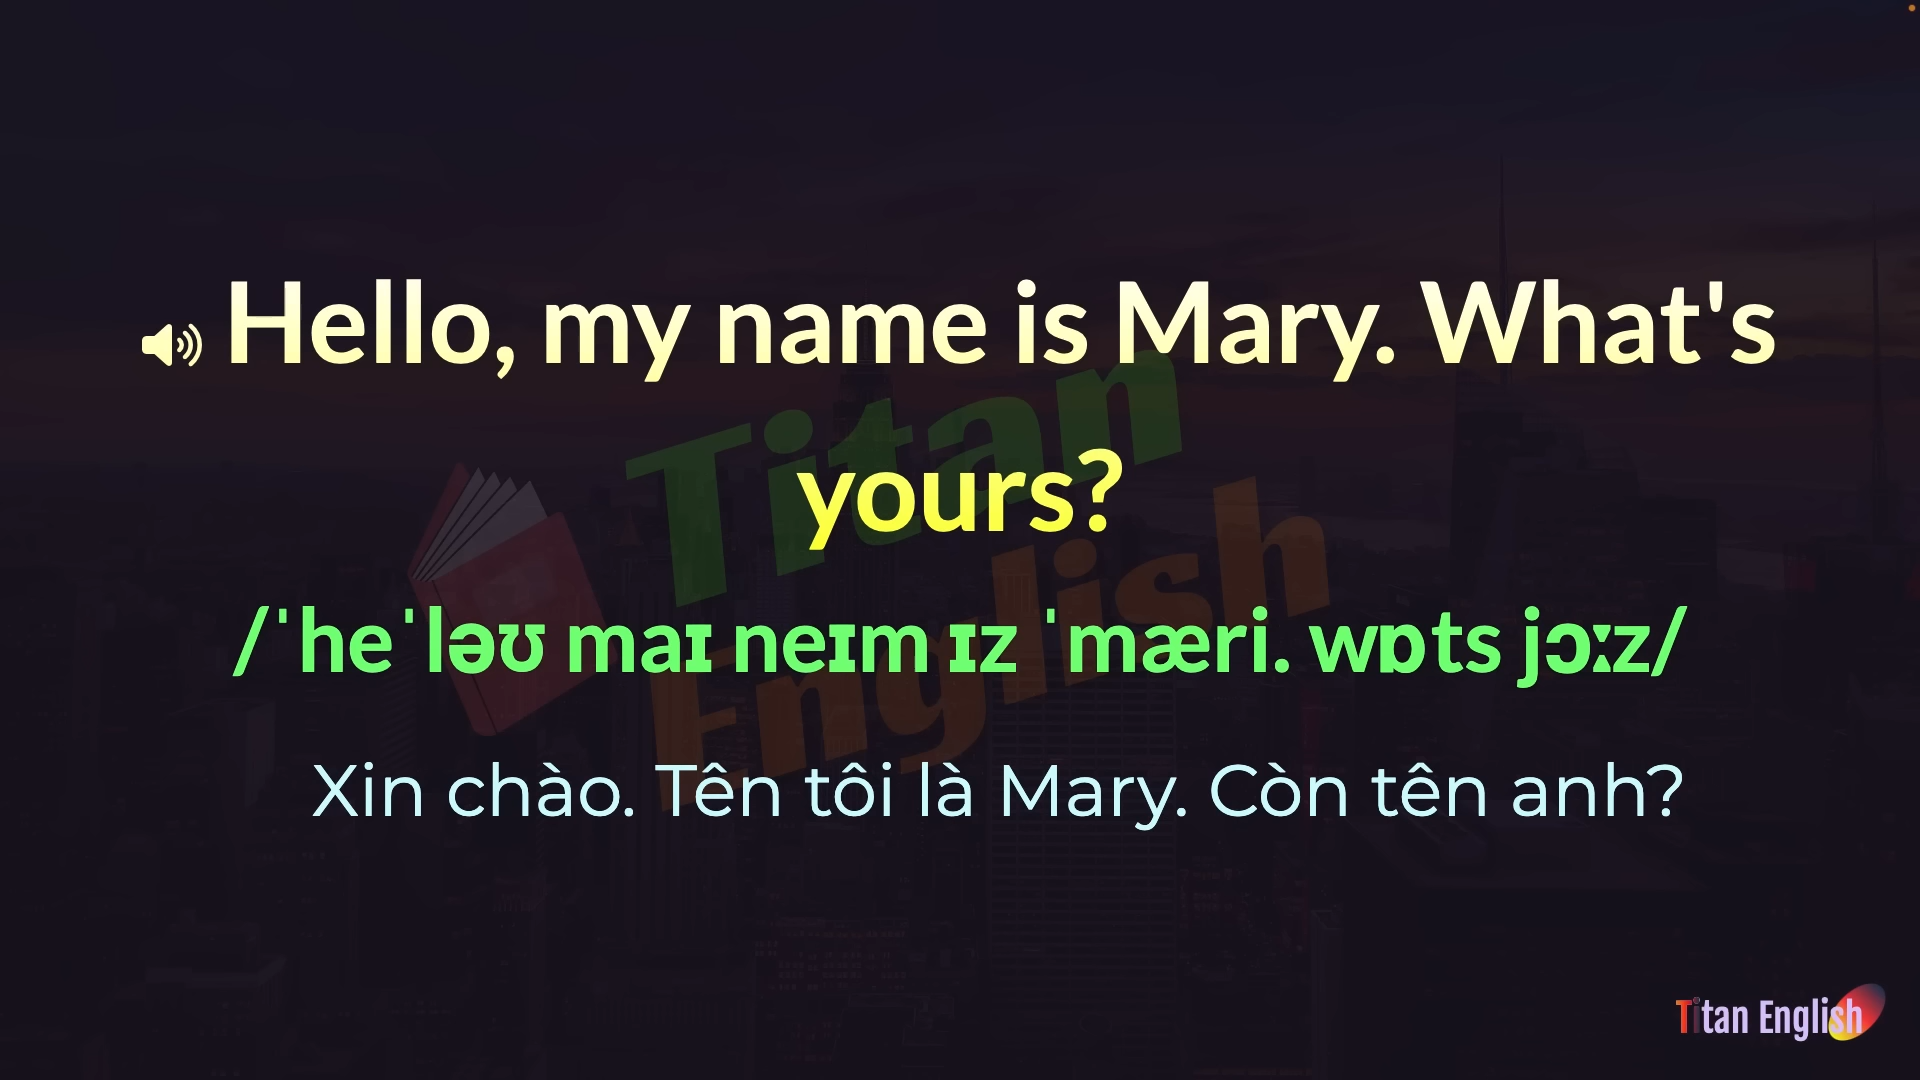 Hello, my name is Mary. What's
yours?
/ˈheˈləʊ maɪ neɪm ɪz ˈmæri. wɒts jɔːz/
Xin chào. Tên tôi là Mary. Còn tên anh?
Titan
English
Titan English